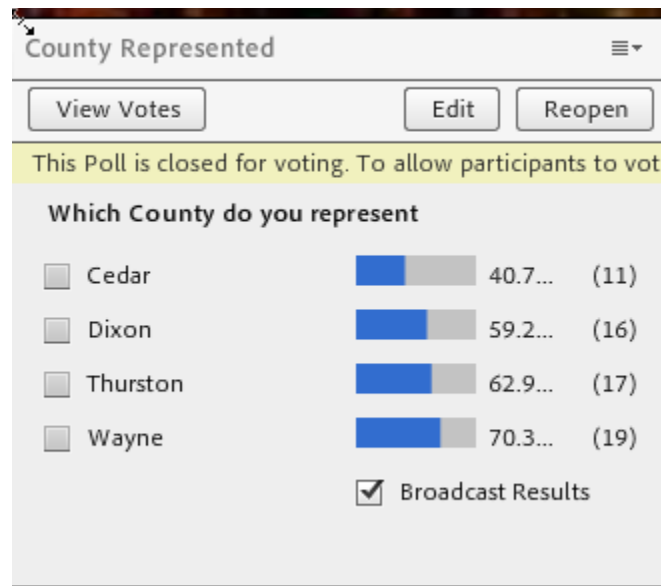 County Represented
View Votes Edit Reopen
This Poll is closed for voting. To allow participants to vot
Which County do you represent
Cedar 40.7... (11)
Dixon 59.2... (16)
Thurston 62.9... (17)
Wayne 70.3... (19)
Broadcast Results